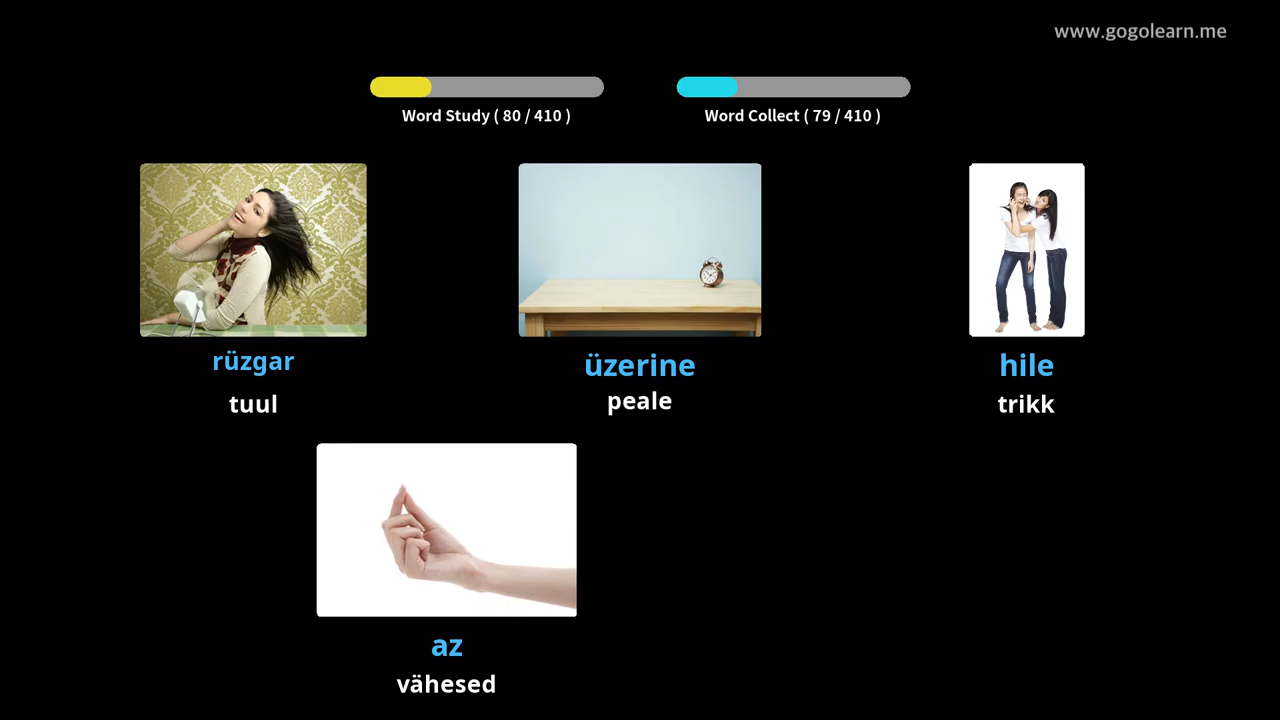 www.gogolearn.me
Word Study ( 80 / 410 )
Word Collect ( 79 / 410 )
rüzgar
tuul
üzerine
peale
hile
trikk
az
vähesed